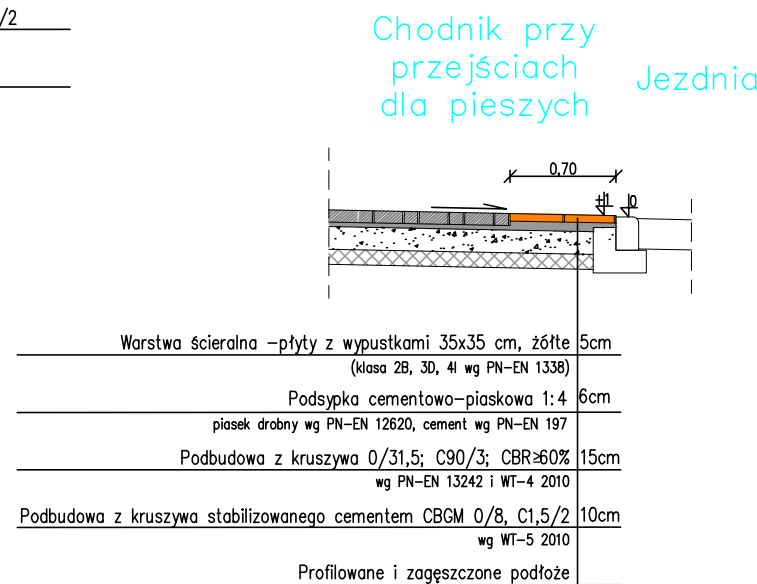 /2
Chodnik przy
przejściach
dla pieszych
Jezdnia
0,70
±1 0
Warstwa ścieralna -płyty z wypustkami 35x35 cm, żółte 5cm
(klasa 2B, 3D, 4I wg PN-EN 1338)
Podsypka cementowo-piaskowa 1:4 6cm
piasek drobny wg PN-EN 12620, cement wg PN-EN 197
Podbudowa z kruszywa 0/31,5; C90/3; CBR≥60% 15cm
wg PN-EN 13242 i WT-4 2010
Podbudowa z kruszywa stabilizowanego cementem CBGM 0/8, C1,5/2 10cm
wg WT-5 2010
Profilowane i zagęszczone podłoże